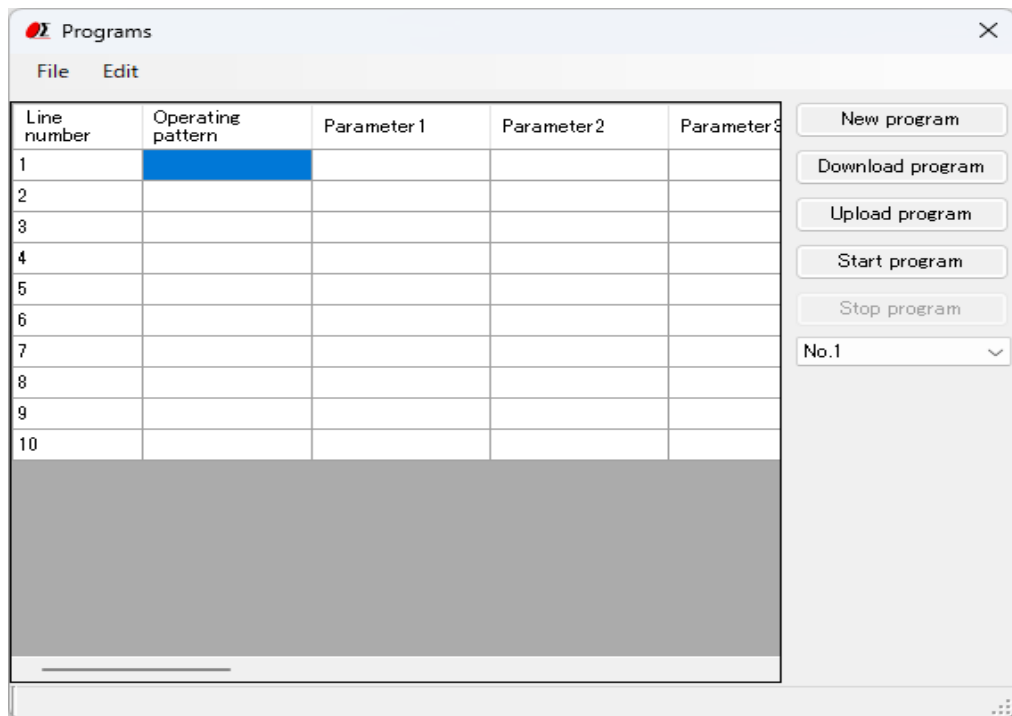 Programs
File Edit
Line number Operating pattern Parameter1 Parameter2 Parameter3
1
2
3
4
5
6
7
8
9
10
New program
Download program
Upload program
Start program
Stop program
No.1